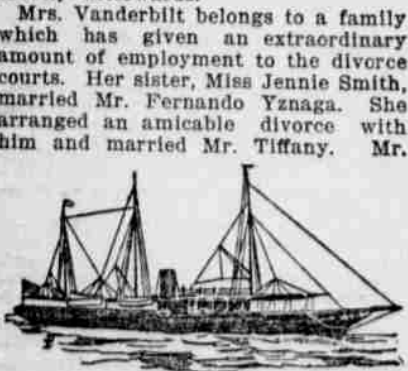 Mrs. Vanderbilt belongs to a family
which has given an extraordinary
amount of employment to the divorce
courts. Her sister, Miss Jennie Smith,
married Mr. Fernando Yznaga. She
arranged an amicable divorce with
him and married Mr. Tiffany. Mr.